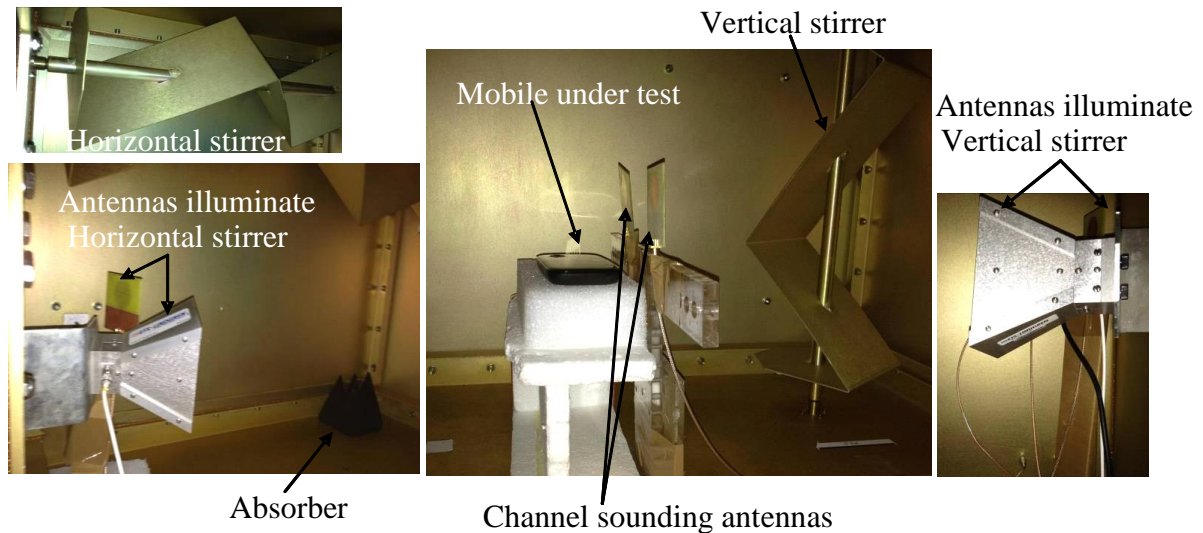 Vertical stirrer
Mobile under test
Antennas illuminate
Vertical stirrer
Horizontal stirrer
Antennas illuminate
Horizontal stirrer
Absorber
Channel sounding antennas